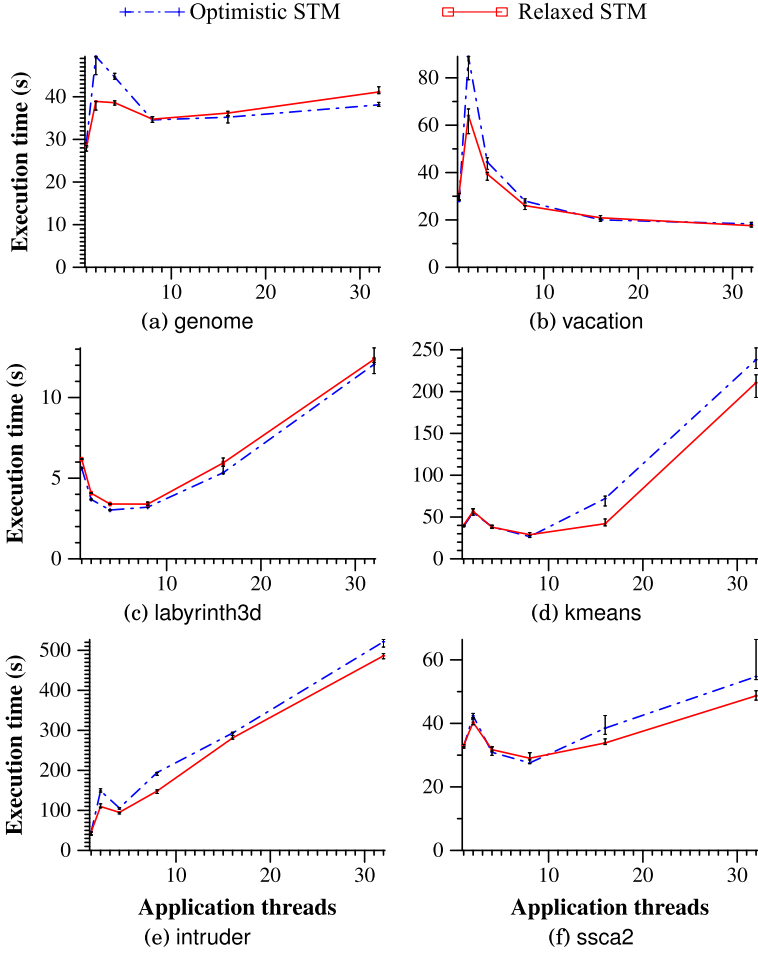 Optimistic STM Relaxed STM
Execution time (s)
40
30
20
10
0
10 20 30
(a) genome
80
60
40
20
0
10 20 30
(b) vacation
Execution time (s)
10
5
0
10 20 30
(c) labyrinth3d
250
200
150
100
50
0
10 20 30
(d) kmeans
Execution time (s)
500
400
300
200
100
0
10 20 30
Application threads
(e) intruder
60
40
20
0
10 20 30
Application threads
(f) ssca2